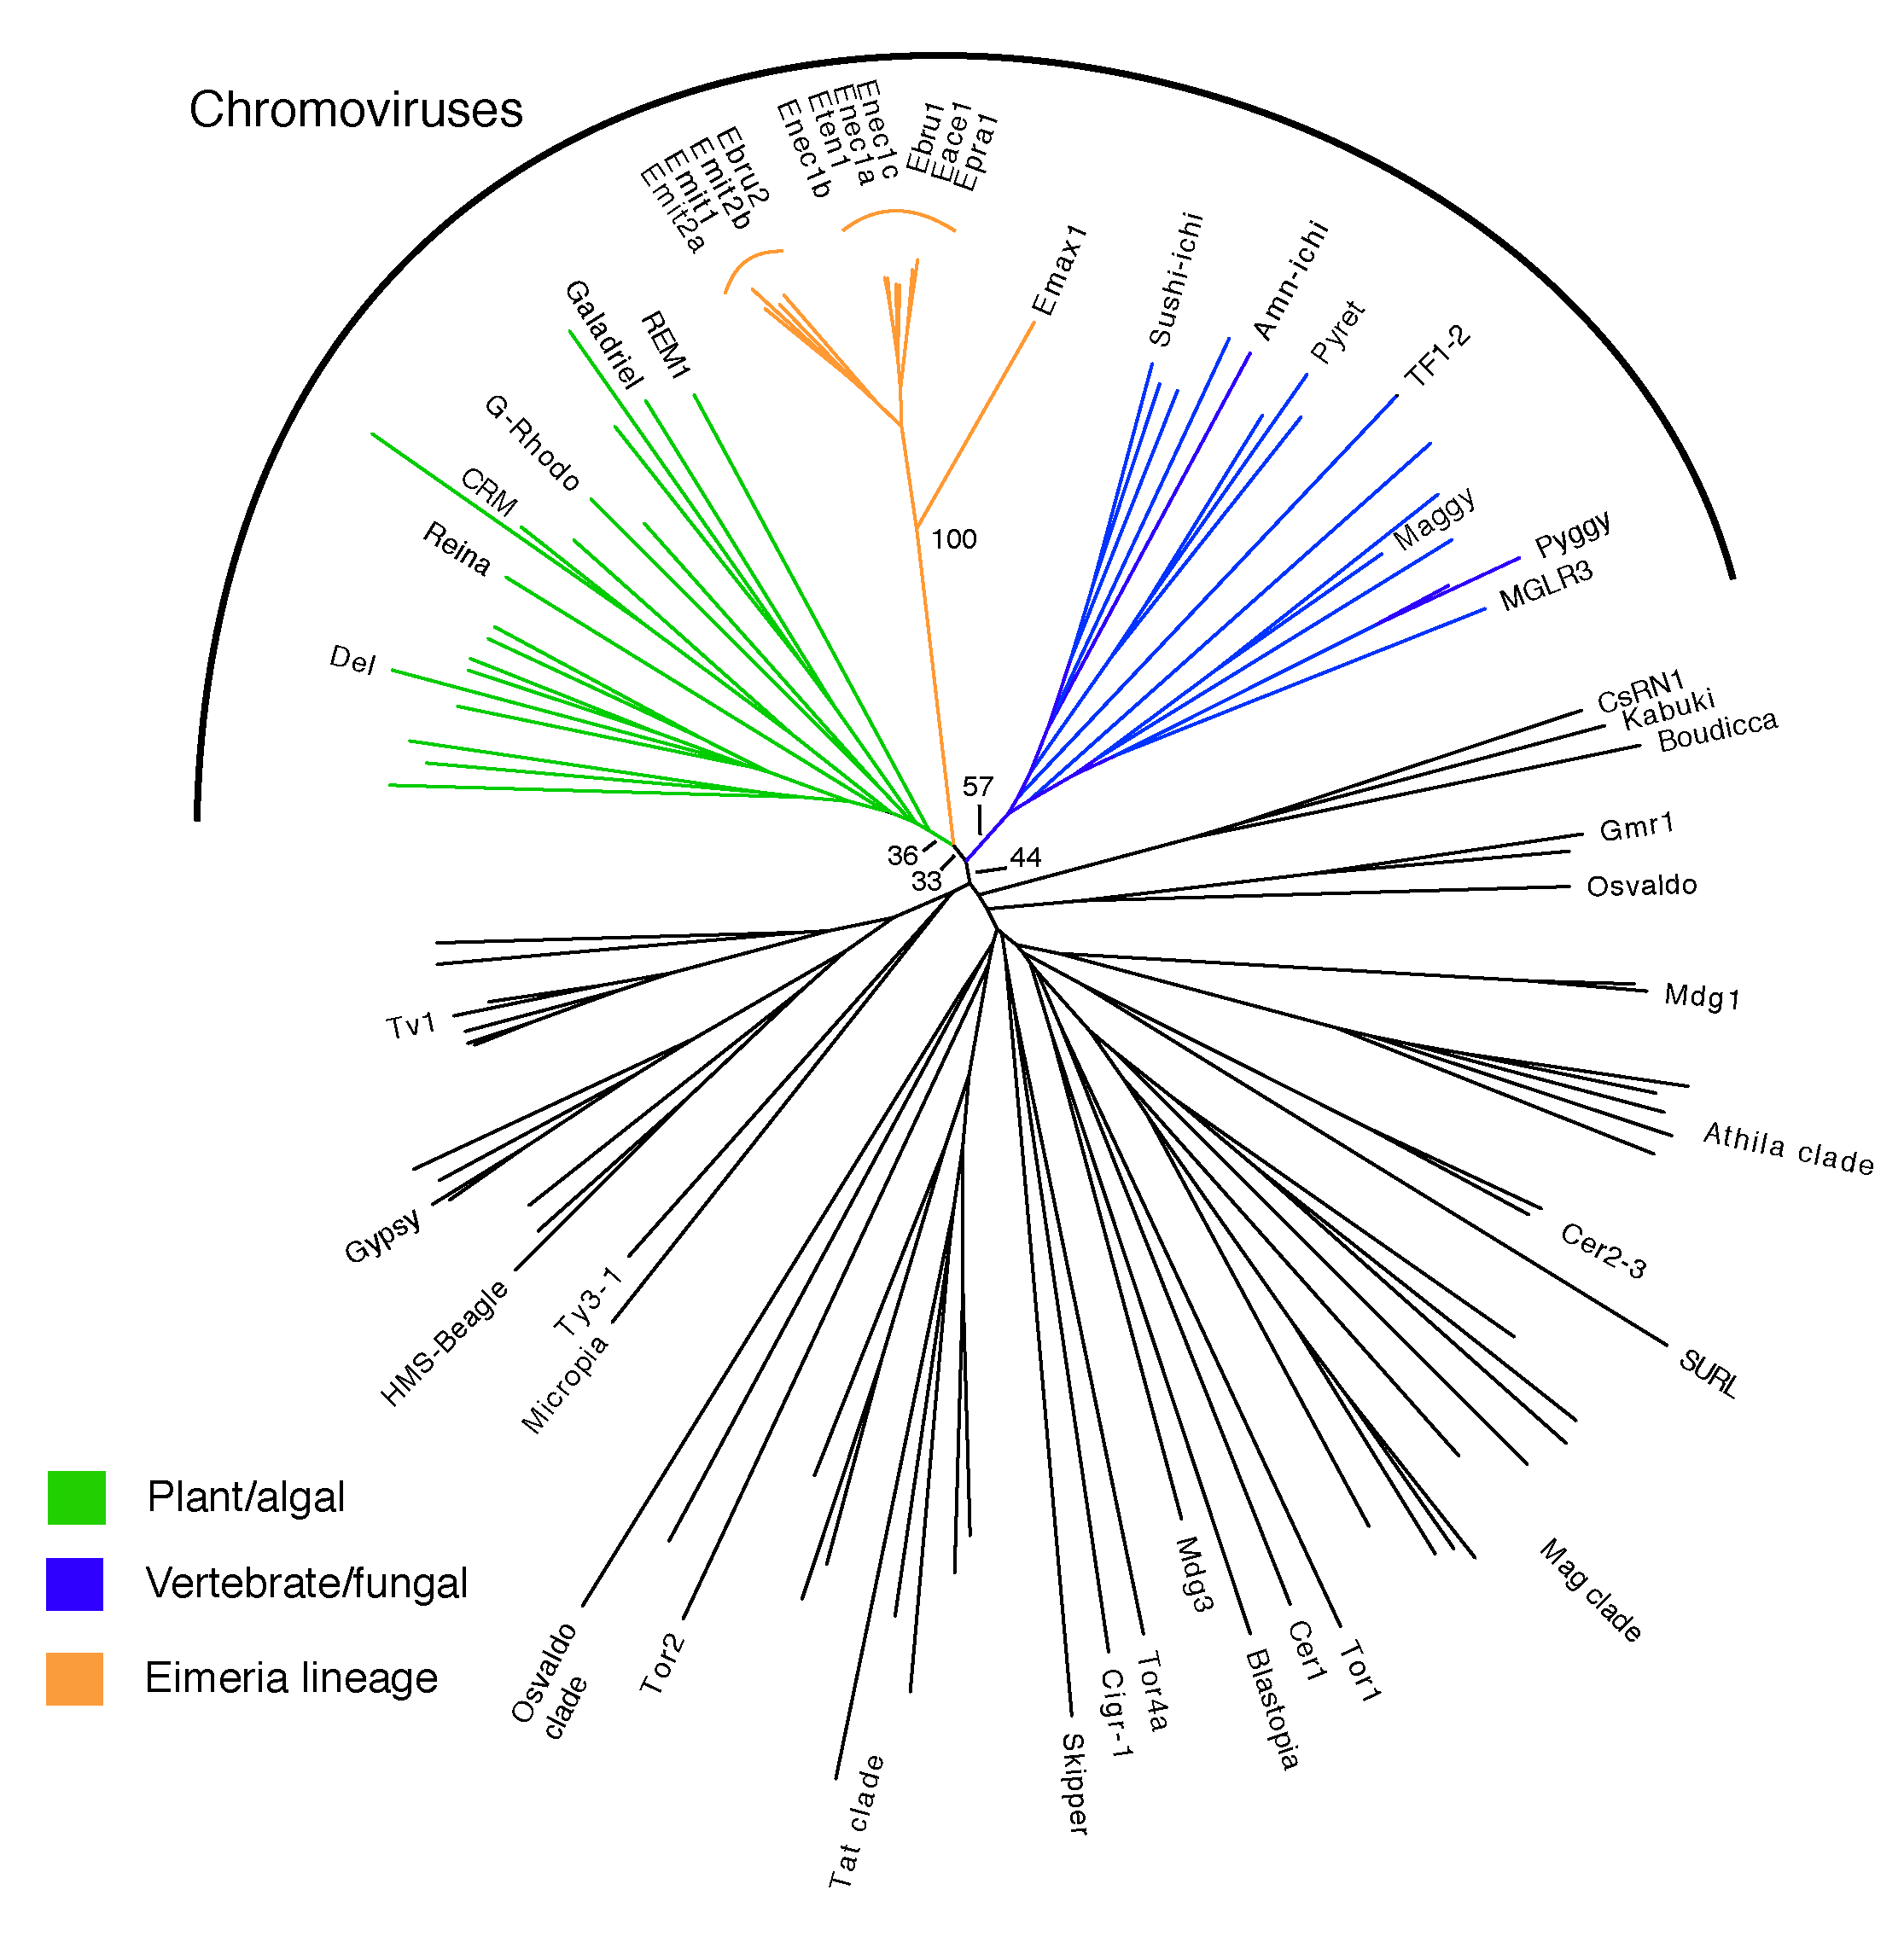 Chromoviruses
Emit2a
Emit1
Emit2b
Ebru2
Enec1b
Eten1
Enec1a
Enec1c
Ebru1
Eace1
Epra1
Emax1
Sushi-ichi
Amn-ichi
Pyret
TF1-2
Maggy
Pyggy
MGLR3
REM1
Galadriel
G-Rhodo
CRM
Reina
Del
100
57
36
33
44
CsRN1
Kabuki
Boudicca
Gmr1
Osvaldo
Mdg1
Athila clade
Cer2-3
SURL
Mag clade
Tor1
Cer1
Blastopia
Mdg3
Tor4a
Cigr-1
Skipper
Tat clade
Tor2
Osvaldo
clade
Micropia
Ty3-1
HMS-Beagle
Gypsy
Tv1
Plant/algal
Vertebrate/fungal
Eimeria lineage